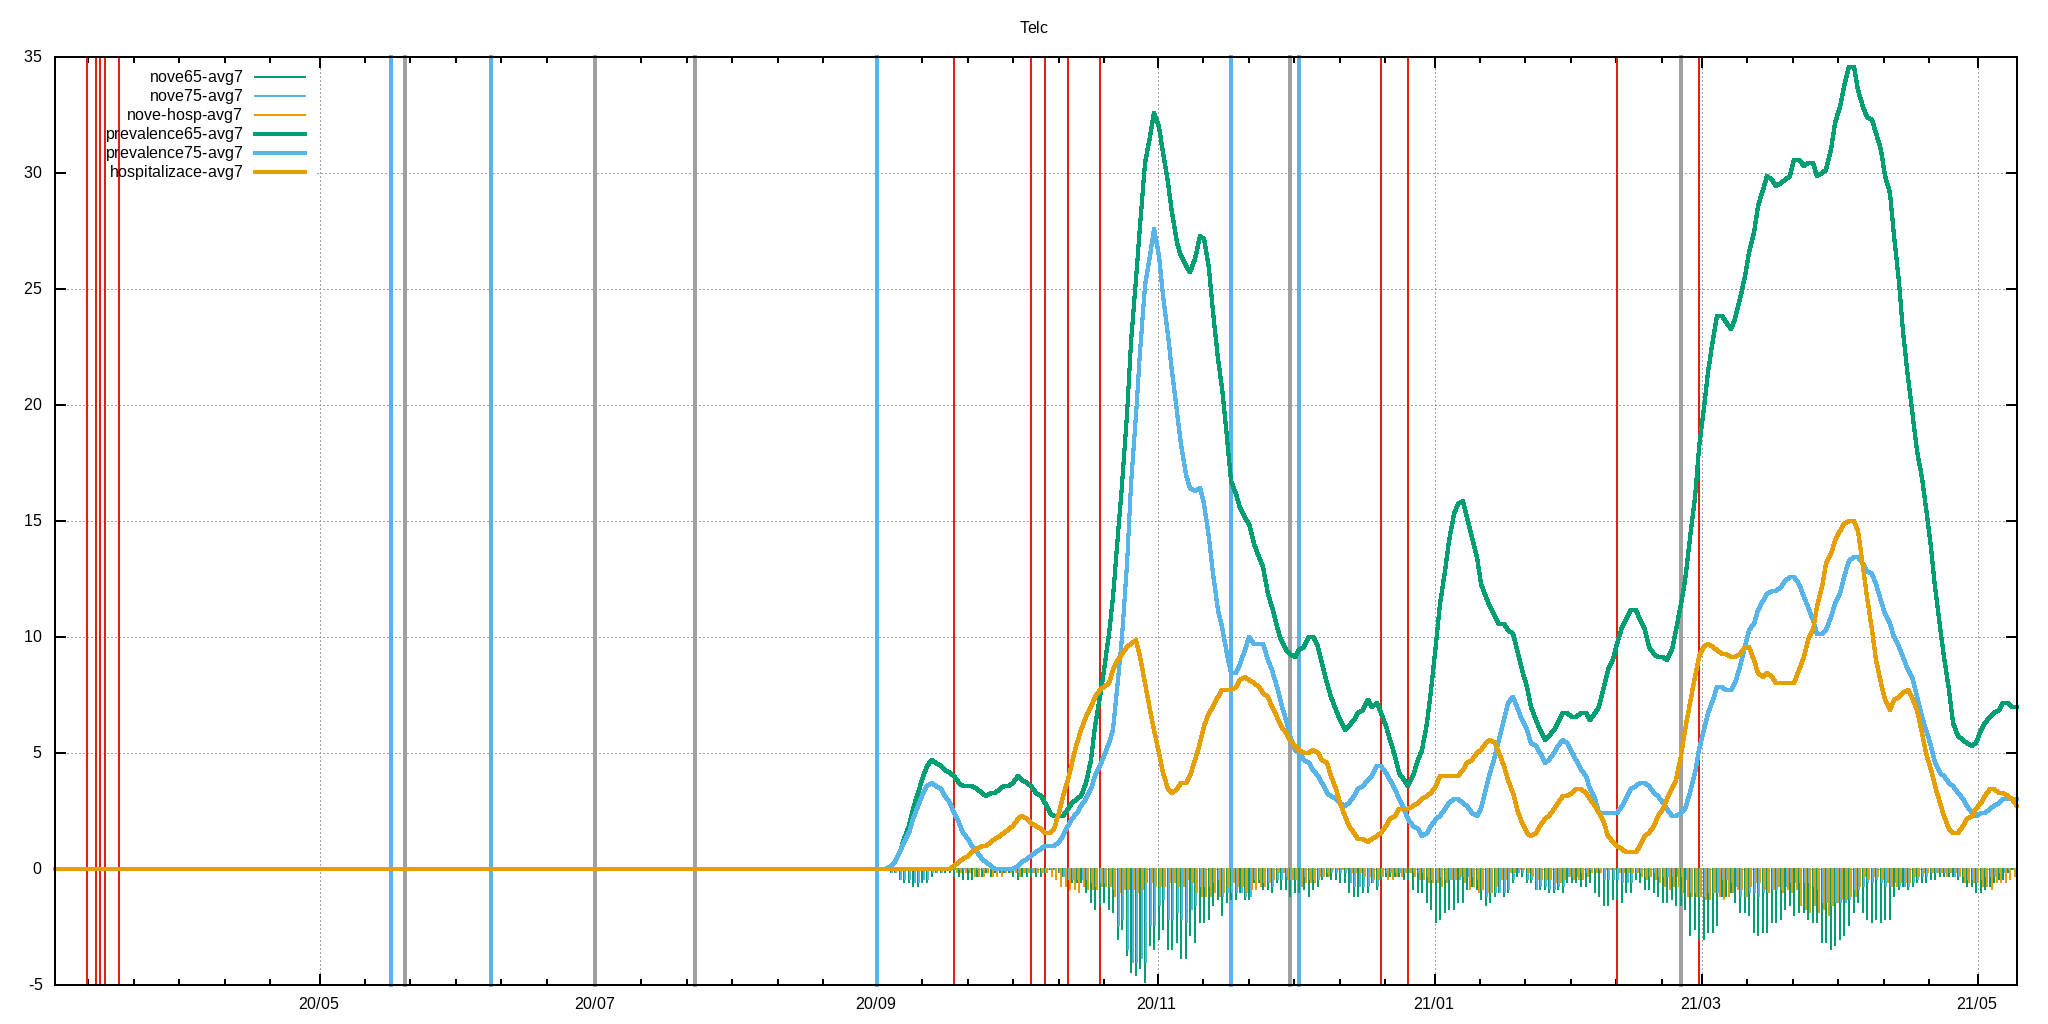 Telc
35
nove65-avg7
nove75-avg7
nove-hosp-avg7
prevalence65-avg7
prevalence75-avg7
hospitalizace-avg7
30
25
20
15
10
5
0
-5
20/05 20/07 20/09 20/11 21/01 21/03 21/05